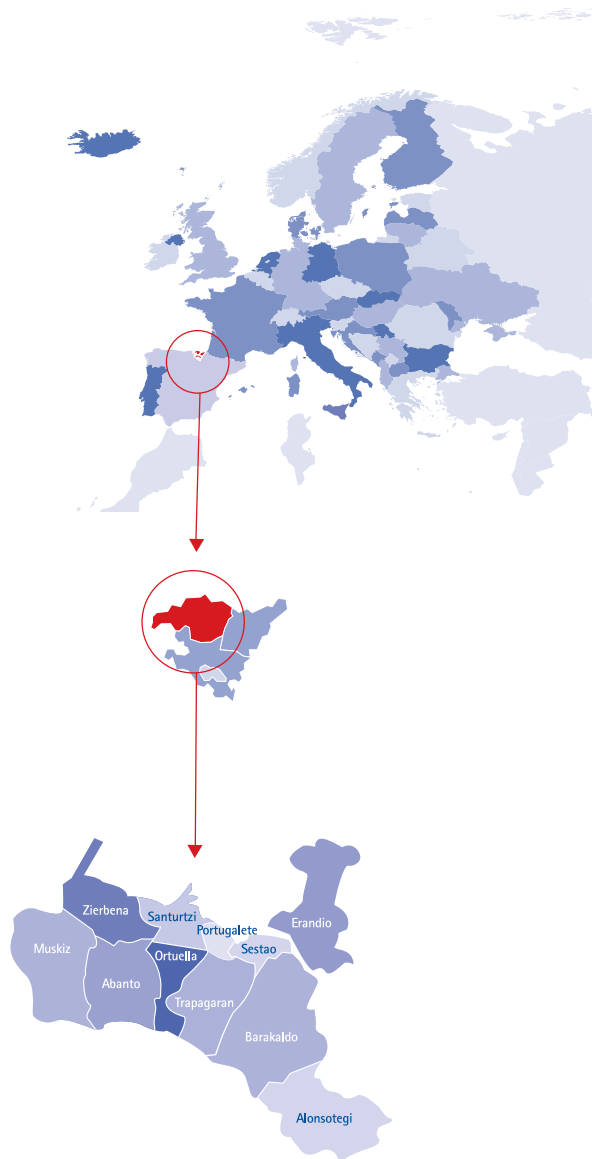 Zierbena
Santurtzi
Erandio
Portugalete
Muskiz
Sestao
Ortuella
Abanto
Trapagaran
Barakaldo
Alonsotegi